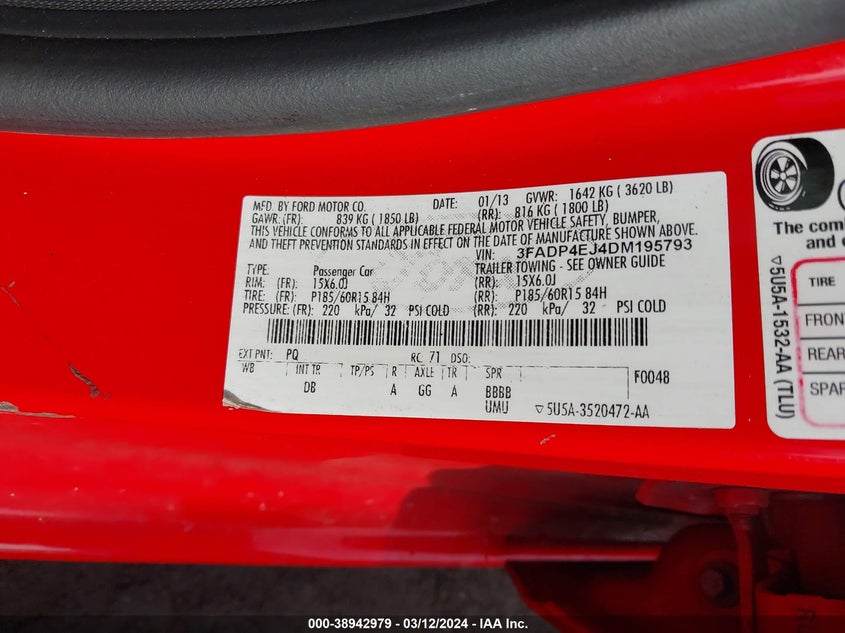 MFD. BY FORD MOTOR CO. DATE: 01/13 GVWR: 1642 KG ( 3620 LB)
GAWR: (FR): 839 KG ( 1850 LB) (RR): 816 KG ( 1800 LB)
THIS VEHICLE CONFORMS TO ALL APPLICABLE FEDERAL MOTOR VEHICLE SAFETY, BUMPER,
AND THEFT PREVENTION STANDARDS IN EFFECT ON THE DATE OF MANUFACTURE SHOWN ABOVE.
VIN: 3FADP4EJ4DM195793
TYPE: Passenger Car TRAILER TOWING - SEE OWNER GUIDE
RIM: (FR): 15X6.0J (RR): 15X6.0J
TIRE: (FR): P185/60R15 84H (RR): P185/60R15 84H
PRESSURE: (FR): 220 kPa/ 32 PSI COLD (RR): 220 kPa/ 32 PSI COLD
EXT PNT: PQ RC: 71 DSO:
WB INT TR TP/PS R AXLE TR SPR F0048
DB A GG A BBBB
UMU ▽5U5A-3520472-AA
The com
and
▽5U5A-1532-AA (TLU)
TIRE
FRON
REAR
SPAR
000-38942979 - 03/12/2024 - IAA Inc.